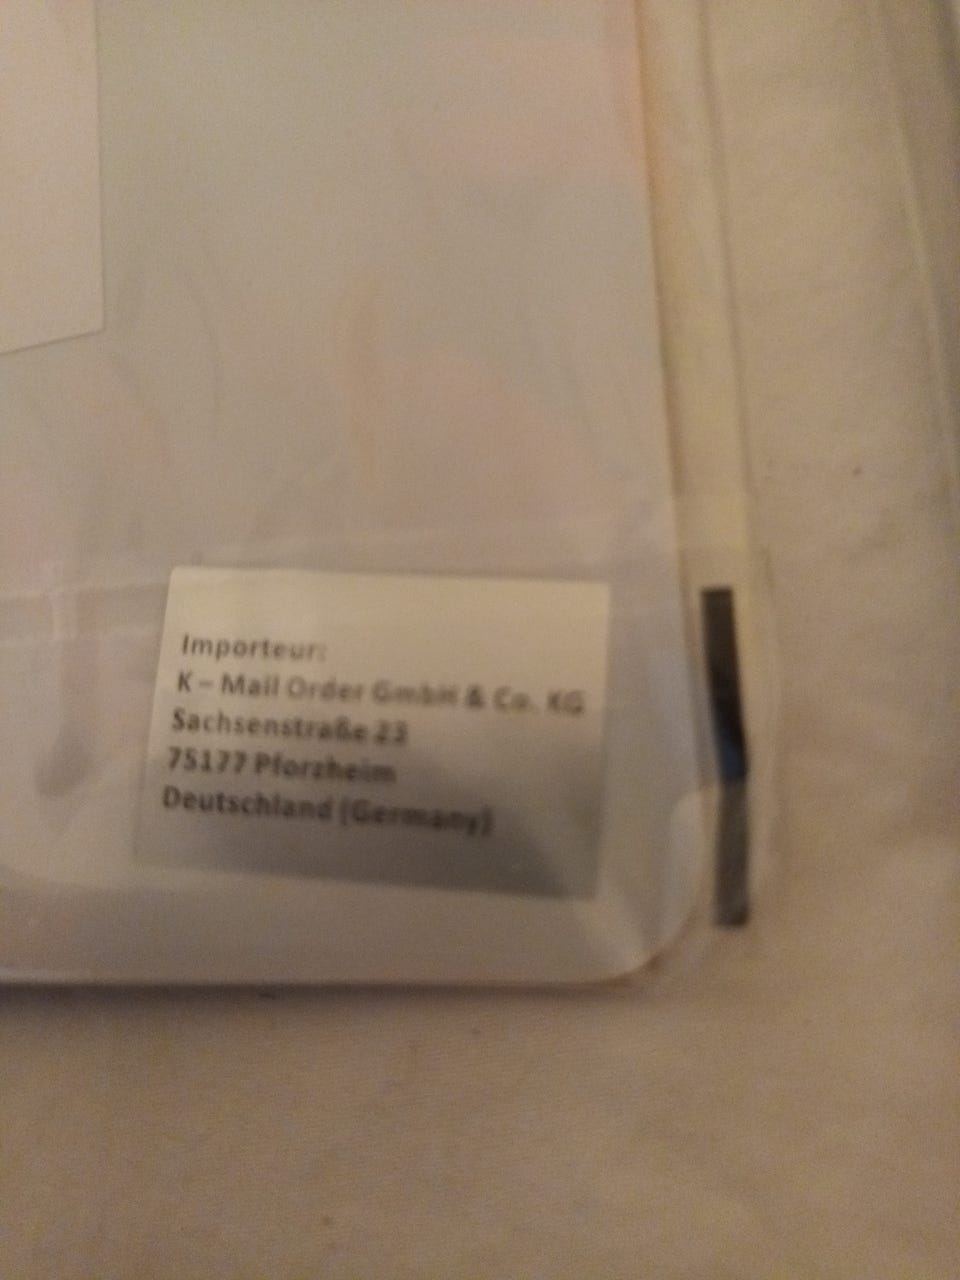 Importeur:
K – Mail Order GmbH & Co. KG
Sachsenstraße 23
75177 Pforzheim
Deutschland (Germany)